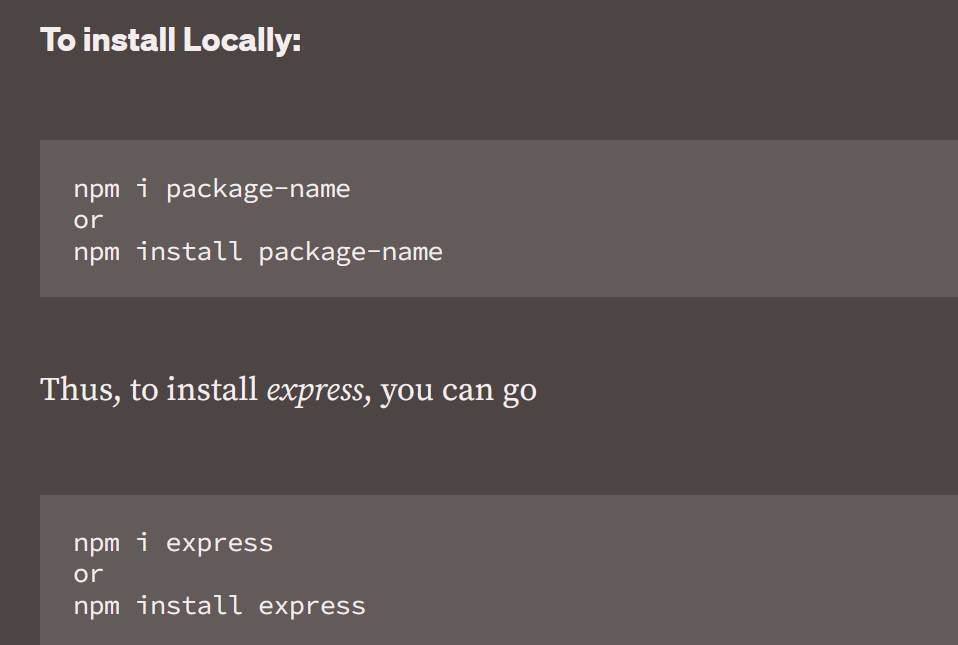 To install Locally:
npm i package-name
or
npm install package-name
Thus, to install express, you can go
npm i express
or
npm install express